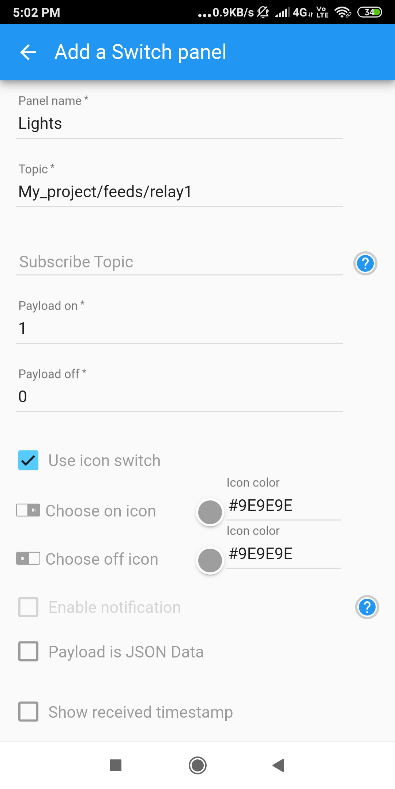 5:02 PM ...0.9KB/s 4G Vo LTE 34
Add a Switch panel
Panel name *
Lights
Topic *
My_project/feeds/relay1
Subscribe Topic ?
Payload on *
1
Payload off *
0
Use icon switch
Icon color
Choose on icon #9E9E9E
Icon color
Choose off icon #9E9E9E
Enable notification ?
Payload is JSON Data
Show received timestamp